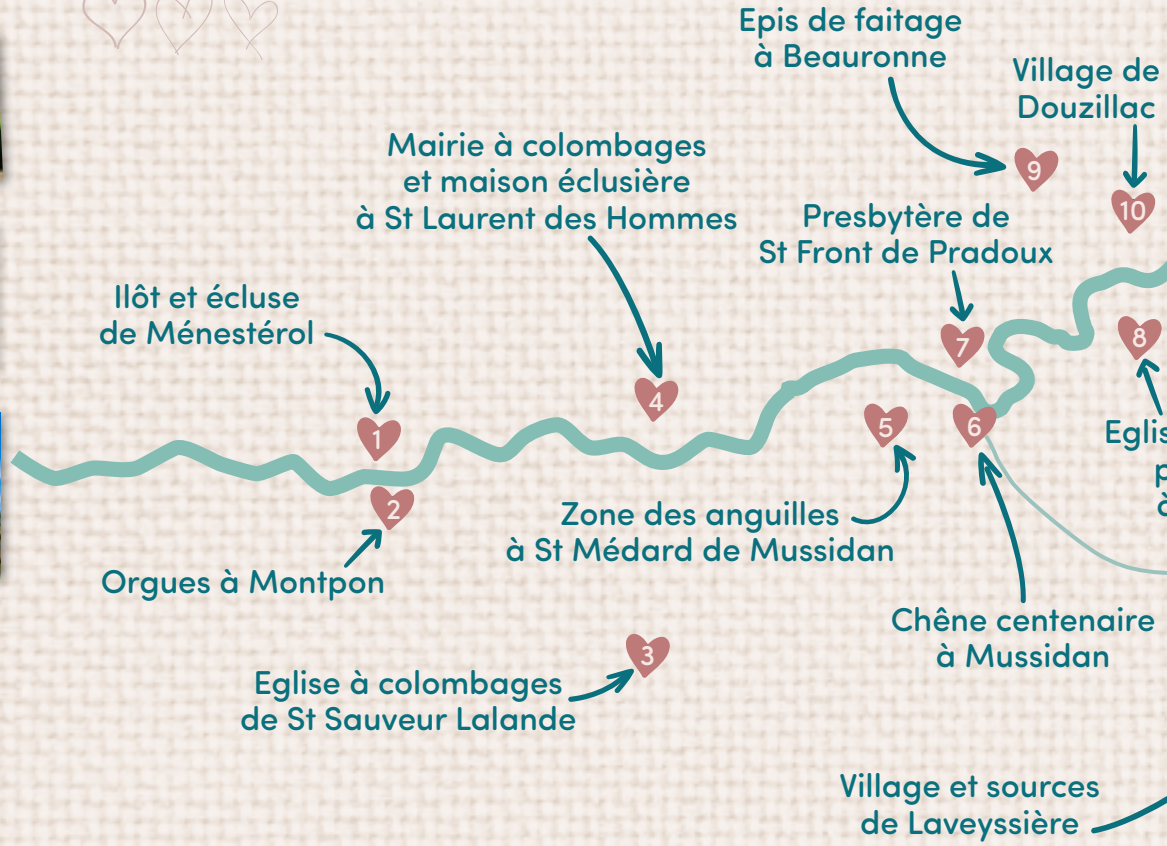 Epis de faitage
à Beauronne
9
Village de
Douzillac
10
Mairie à colombages
et maison éclusière
à St Laurent des Hommes
4
Presbytère de
St Front de Pradoux
7
Ilôt et écluse
de Ménestérol
1
8
5
6
2
Zone des anguilles
à St Médard de Mussidan
Orgues à Montpon
Chêne centenaire
à Mussidan
3
Eglise à colombages
de St Sauveur Lalande
Village et sources
de Laveyssière